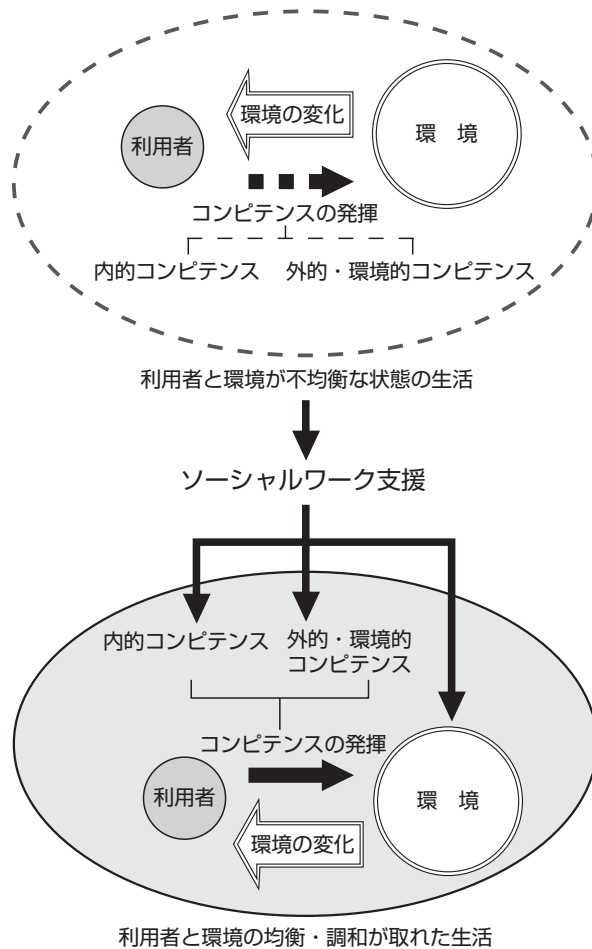 環境の変化
利用者
環 境
コンピテンスの発揮
内的コンピテンス 外的・環境的コンピテンス
利用者と環境が不均衡な状態の生活
ソーシャルワーク支援
内的コンピテンス
外的・環境的
コンピテンス
コンピテンスの発揮
利用者
環 境
環境の変化
利用者と環境の均衡・調和が取れた生活